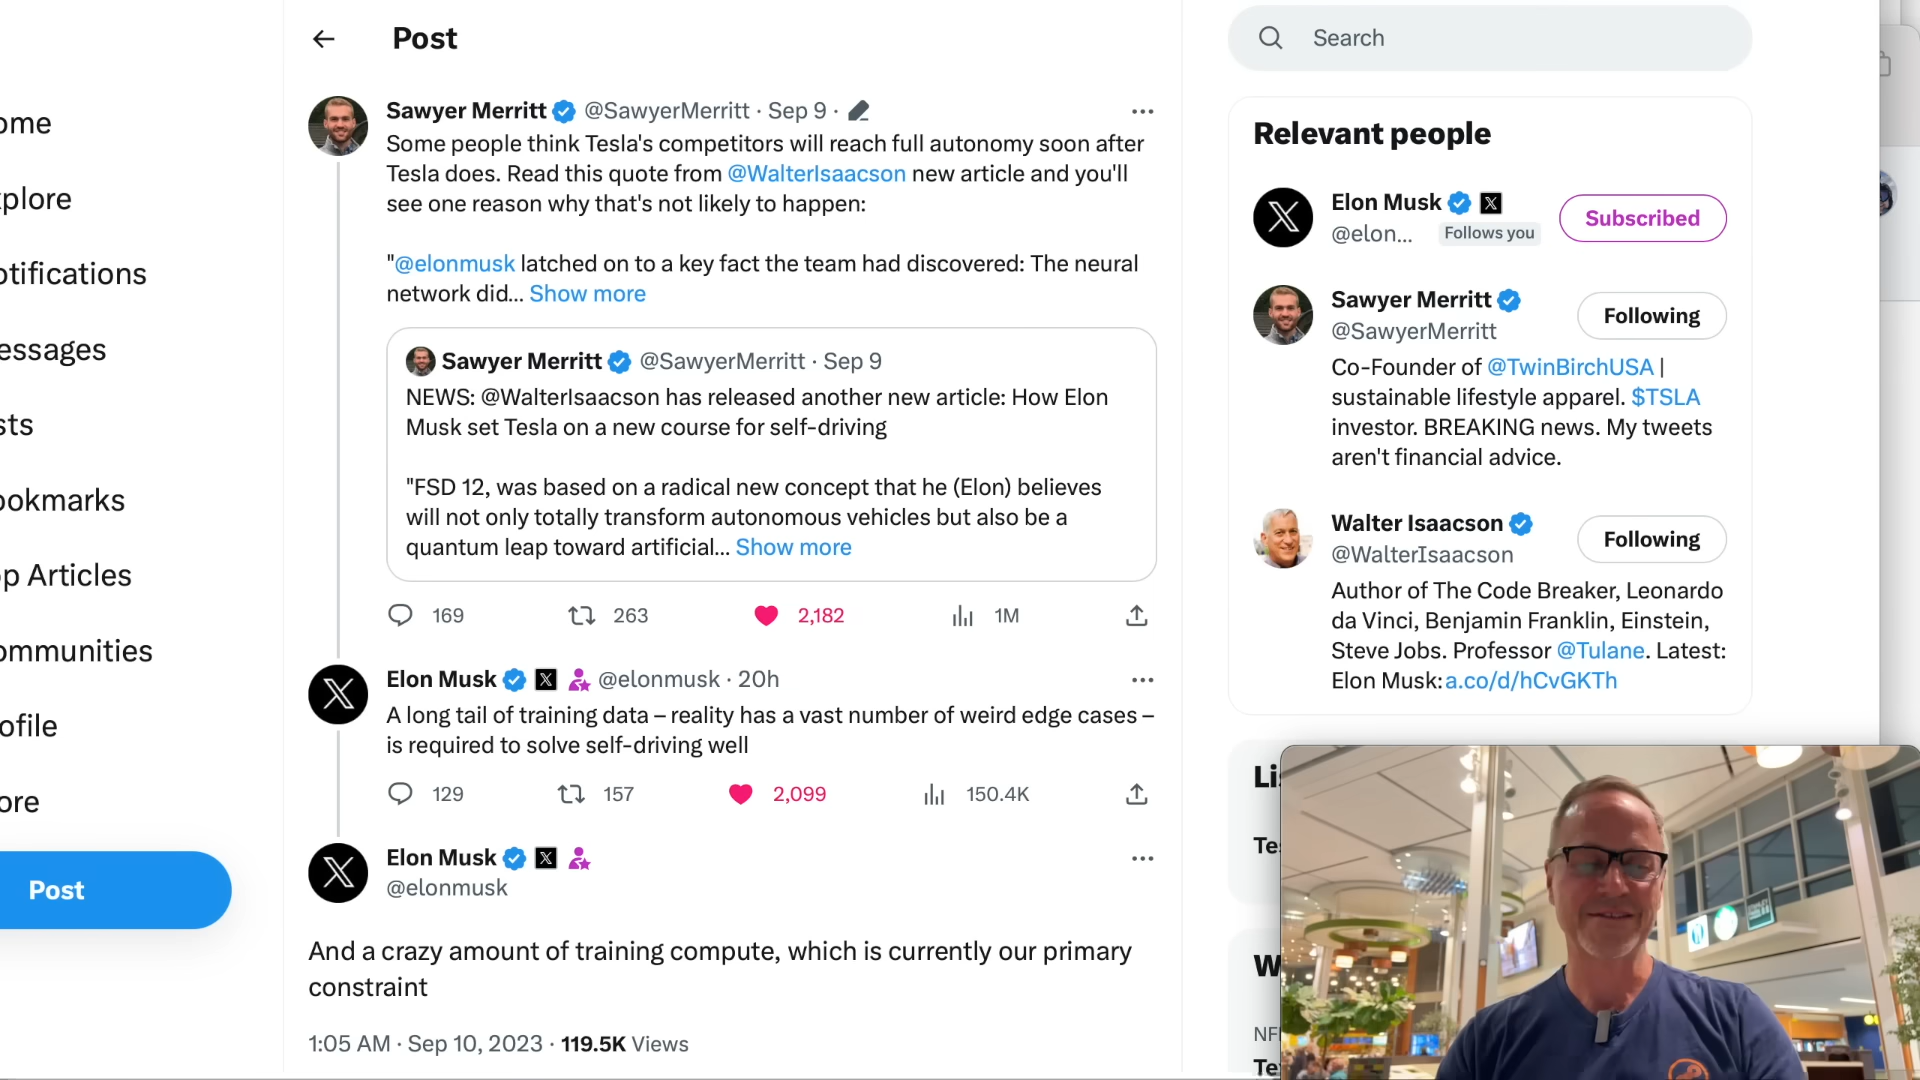 Post
Search
ome
xplore
otifications
essages
sts
ookmarks
op Articles
ommunities
rofile
ore
Post
Sawyer Merritt @SawyerMerritt · Sep 9 ·
Some people think Tesla's competitors will reach full autonomy soon after
Tesla does. Read this quote from @WalterIsaacson new article and you'll
see one reason why that's not likely to happen:
"@elonmusk latched on to a key fact the team had discovered: The neural
network did... Show more
Sawyer Merritt @SawyerMerritt · Sep 9
NEWS: @WalterIsaacson has released another new article: How Elon
Musk set Tesla on a new course for self-driving
"FSD 12, was based on a radical new concept that he (Elon) believes
will not only totally transform autonomous vehicles but also be a
quantum leap toward artificial... Show more
169 263 2,182 1M
Elon Musk @elonmusk · 20h
A long tail of training data – reality has a vast number of weird edge cases –
is required to solve self-driving well
129 157 2,099 150.4K
Elon Musk
@elonmusk
And a crazy amount of training compute, which is currently our primary
constraint
1:05 AM · Sep 10, 2023 · 119.5K Views
Relevant people
Elon Musk
@elon... Follows you
Subscribed
Sawyer Merritt
@SawyerMerritt
Following
Co-Founder of @TwinBirchUSA |
sustainable lifestyle apparel. $TSLA
investor. BREAKING news. My tweets
aren't financial advice.
Walter Isaacson
@WalterIsaacson
Following
Author of The Code Breaker, Leonardo
da Vinci, Benjamin Franklin, Einstein,
Steve Jobs. Professor @Tulane. Latest:
Elon Musk:a.co/d/hCvGKTh
Li
Te
W
NF
Te